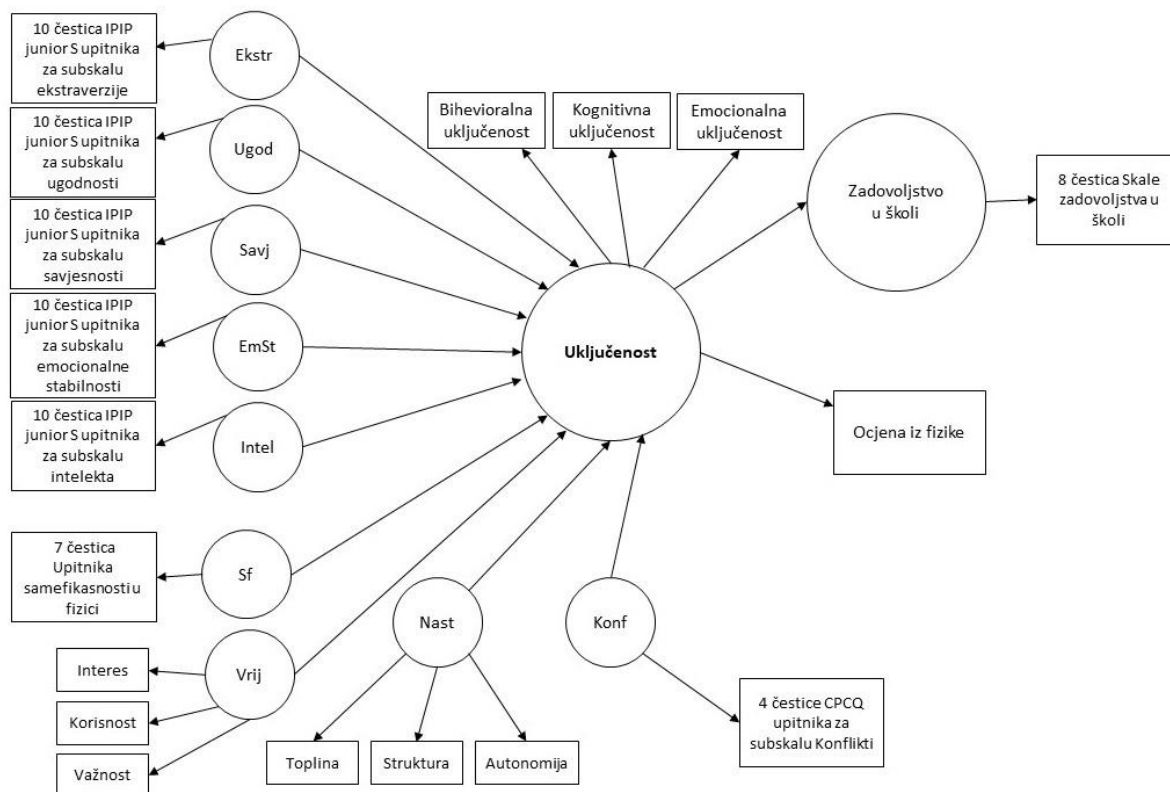 10 čestica IPIP
junior S upitnika
za subskalu
ekstraverzije
Ekstr
10 čestica IPIP
junior S upitnika
za subskalu
ugodnosti
Ugod
10 čestica IPIP
junior S upitnika
za subskalu
savjesnosti
Savj
10 čestica IPIP
junior S upitnika
za subskalu
emocionalne
stabilnosti
EmSt
10 čestica IPIP
junior S upitnika
za subskalu
intelekta
Intel
7 čestica
Upitnika
samefikasnosti u
fizici
Sf
Interes
Korisnost
Važnost
Vrij
Bihevioralna
uključenost
Kognitivna
uključenost
Emocionalna
uključenost
Uključenost
Zadovoljstvo
u školi
8 čestica Skale
zadovoljstva u
školi
Ocjena iz fizike
Nast
Toplina
Struktura
Autonomija
Konf
4 čestice CPCQ
upitnika za
subskalu Konflikti